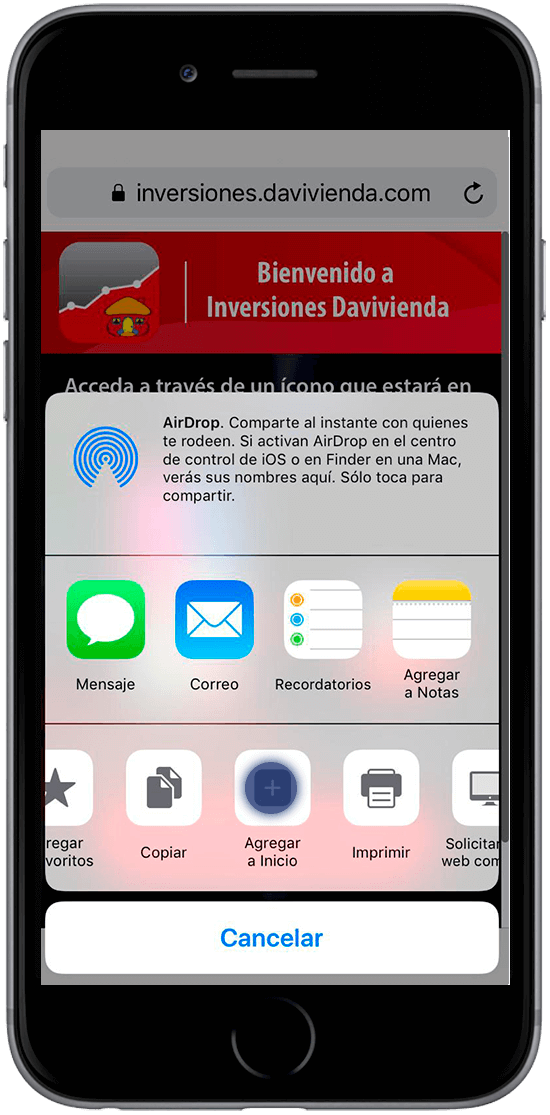 inversiones.davivienda.com
Bienvenido a
Inversiones Davivienda
Acceda a través de un ícono que estará en
AirDrop. Comparte al instante con quienes
te rodeen. Si activan AirDrop en el centro
de control de iOS o en Finder en una Mac,
verás sus nombres aquí. Sólo toca para
compartir.
Mensaje
Correo
Recordatorios
Agregar
a Notas
regar
voritos
Copiar
Agregar
a Inicio
Imprimir
Solicitar
web com
Cancelar